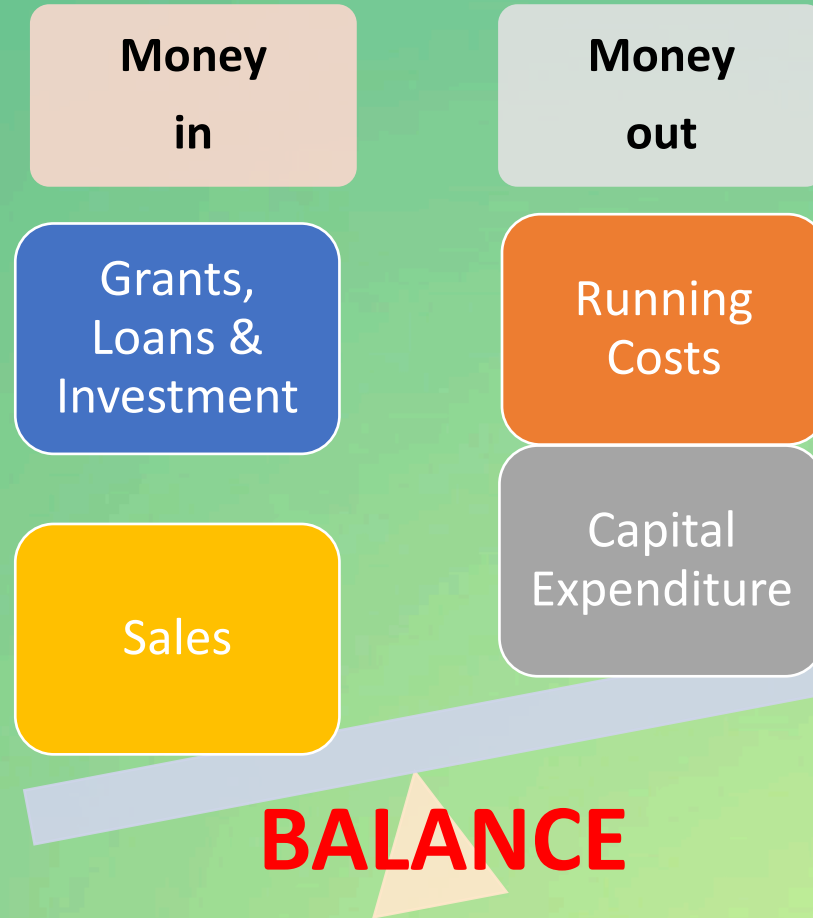 Money
in
Money
out
Grants,
Loans &
Investment
Running
Costs
Sales
Capital
Expenditure
BALANCE